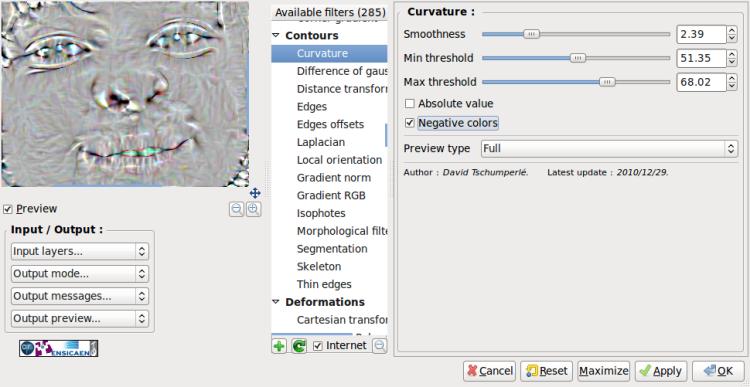 Preview
Input / Output :
Input layers...
Output mode...
Output messages...
Output preview...
ENSICAEN
Available filters (285)
Contours
Curvature
Difference of gaus
Distance transfor
Edges
Edges offsets
Laplacian
Local orientation
Gradient norm
Gradient RGB
Isophotes
Morphological filte
Segmentation
Skeleton
Thin edges
Deformations
Cartesian transfor
Internet
Curvature :
Smoothness 2.39
Min threshold 51.35
Max threshold 68.02
Absolute value
Negative colors
Preview type Full
Author : David Tschumperlé. Latest update : 2010/12/29.
Cancel Reset Maximize Apply OK